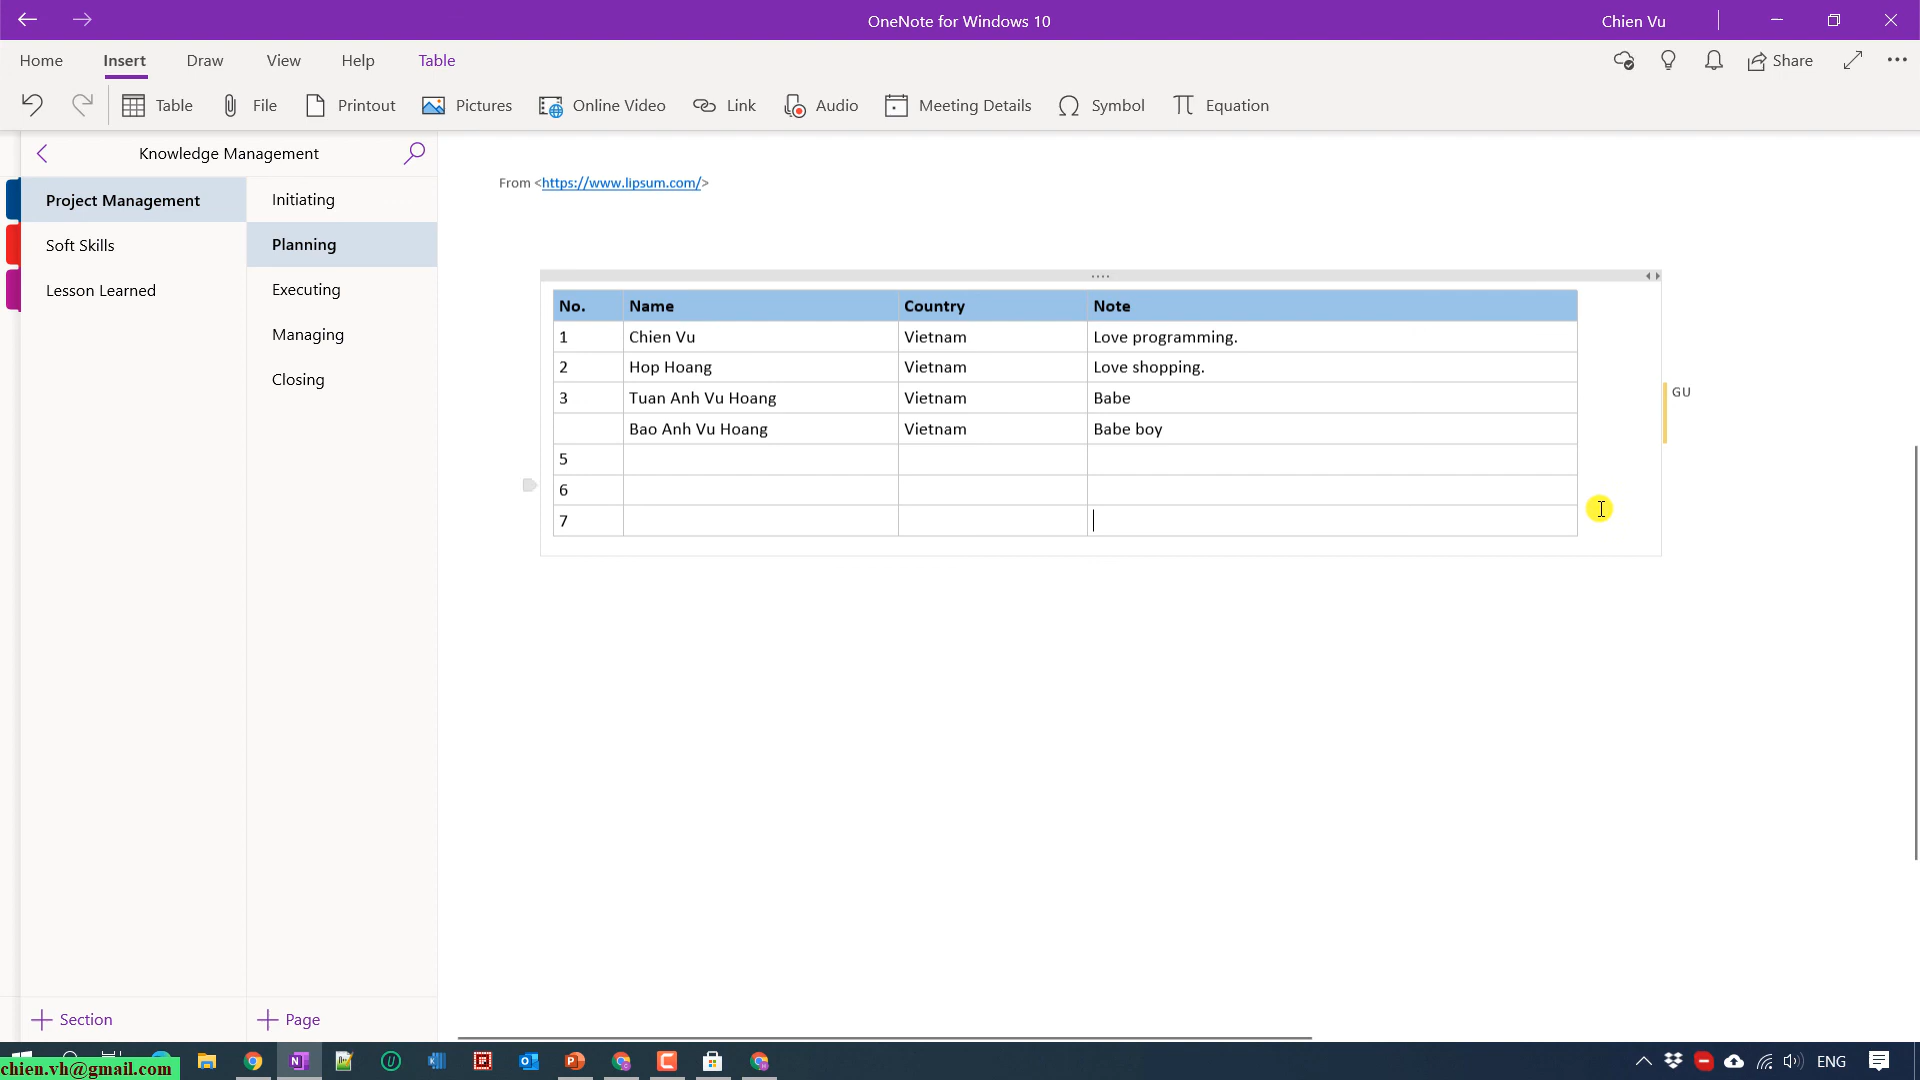 OneNote for Windows 10
Chien Vu
Home Insert Draw View Help Table
Share
Table File Printout Pictures Online Video Link Audio Meeting Details Symbol Equation
Knowledge Management
Project Management
Soft Skills
Lesson Learned
Initiating
Planning
Executing
Managing
Closing
From <https://www.lipsum.com/>
No. Name Country Note
1 Chien Vu Vietnam Love programming.
2 Hop Hoang Vietnam Love shopping.
3 Tuan Anh Vu Hoang Vietnam Babe
Bao Anh Vu Hoang Vietnam Babe boy
5
6
7
GU
Section
Page
chien.vh@gmail.com
ENG